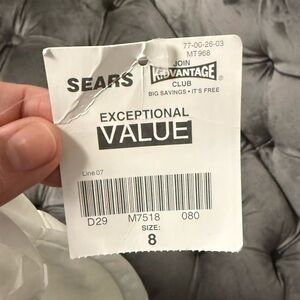 77-00-26-03
MT968
SEARS
JOIN
KIDVANTAGE
CLUB
BIG SAVINGS • IT'S FREE
EXCEPTIONAL
VALUE
Line 07
D29 M7518 080
SIZE:
8